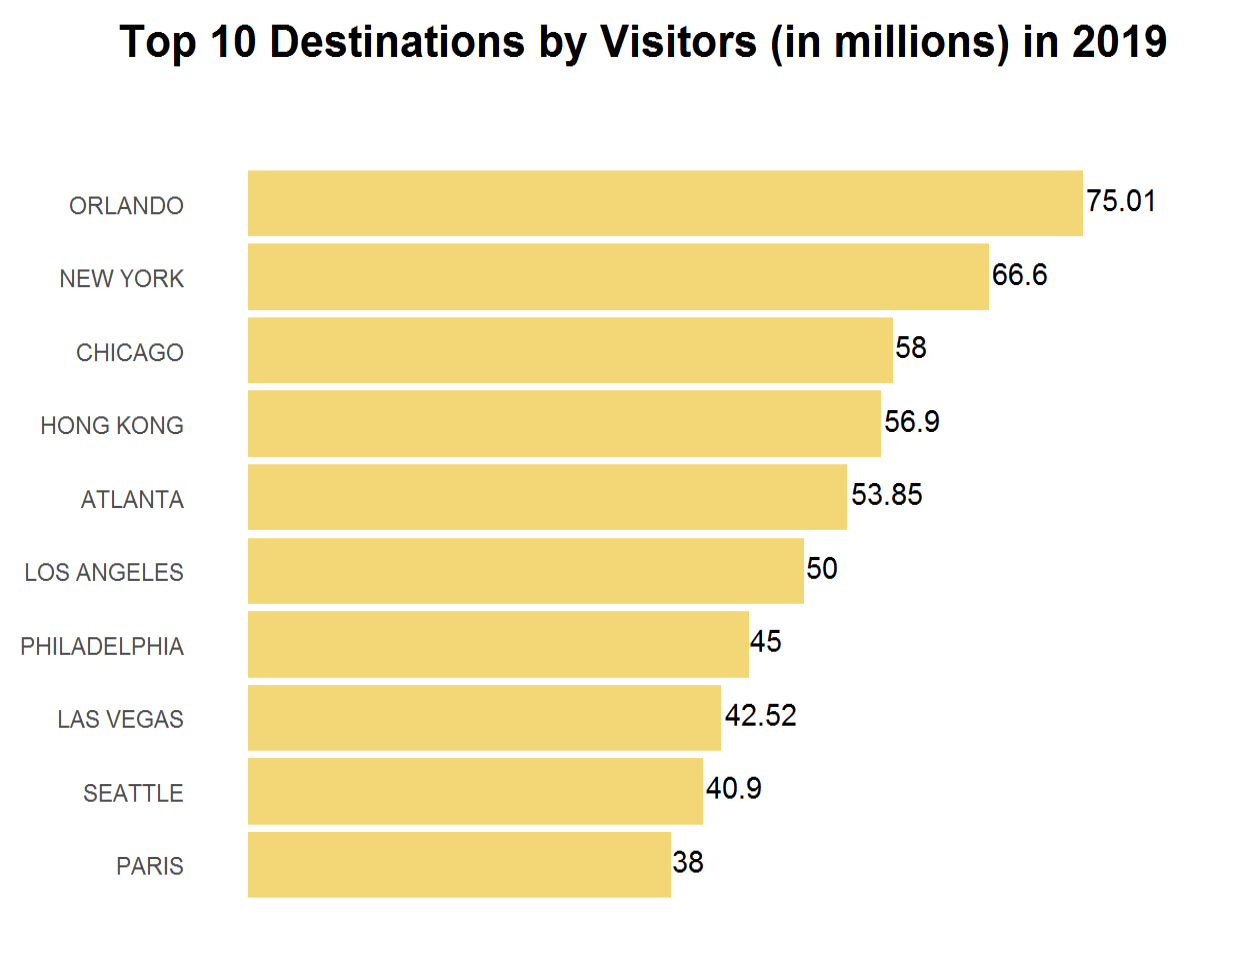 Top 10 Destinations by Visitors (in millions) in 2019
ORLANDO 75.01
NEW YORK 66.6
CHICAGO 58
HONG KONG 56.9
ATLANTA 53.85
LOS ANGELES 50
PHILADELPHIA 45
LAS VEGAS 42.52
SEATTLE 40.9
PARIS 38